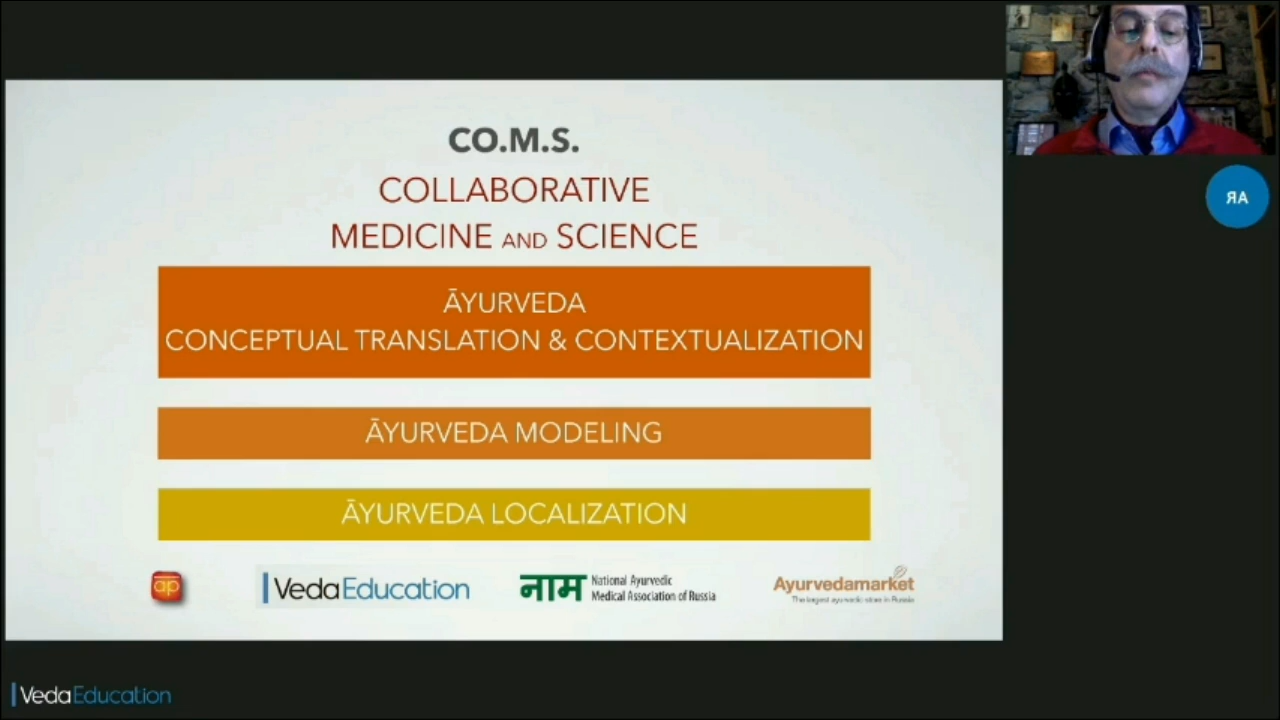 CO.M.S.
COLLABORATIVE
MEDICINE AND SCIENCE
ĀYURVEDA
CONCEPTUAL TRANSLATION & CONTEXTUALIZATION
ĀYURVEDA MODELING
ĀYURVEDA LOCALIZATION
ap
VedaEducation
नाम
National Ayurvedic
Medical Association of Russia
Ayurvedamarket
The largest ayurvedic store in Russia
ЯА
VedaEducation